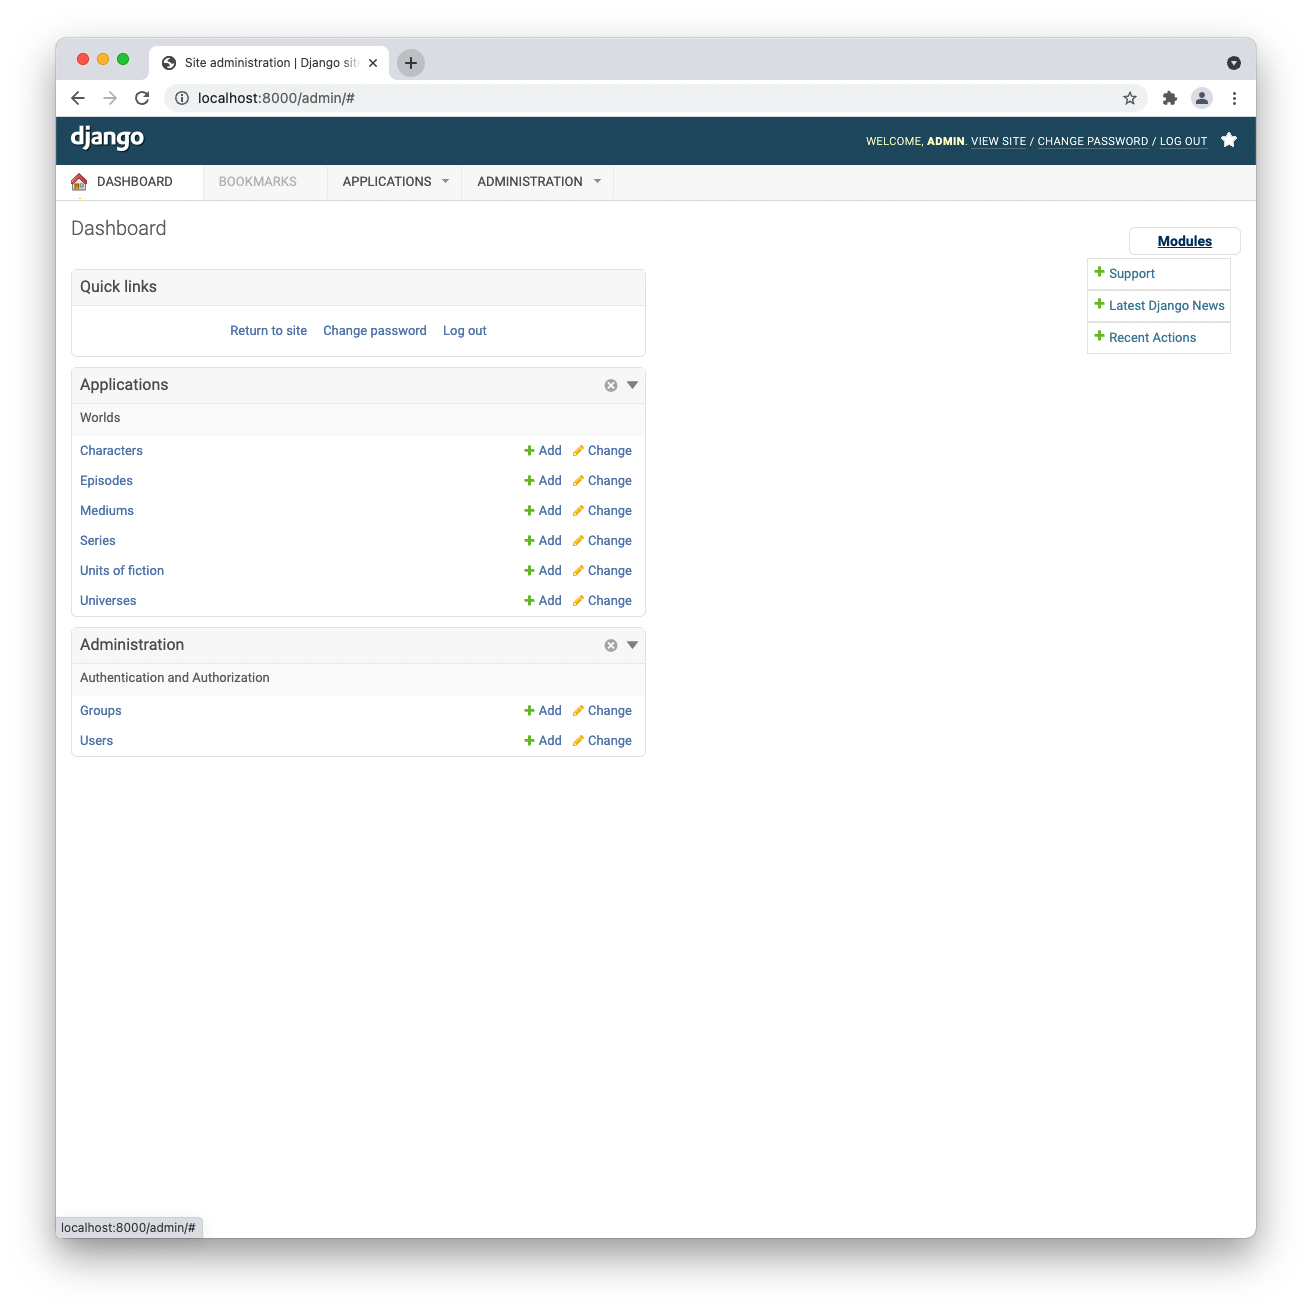 Site administration | Django sit
localhost:8000/admin/#
django
WELCOME, ADMIN. VIEW SITE / CHANGE PASSWORD / LOG OUT
DASHBOARD BOOKMARKS APPLICATIONS ADMINISTRATION
Dashboard
Modules
Support
Latest Django News
Recent Actions
Quick links
Return to site Change password Log out
Applications
Worlds
Characters Add Change
Episodes Add Change
Mediums Add Change
Series Add Change
Units of fiction Add Change
Universes Add Change
Administration
Authentication and Authorization
Groups Add Change
Users Add Change
localhost:8000/admin/#